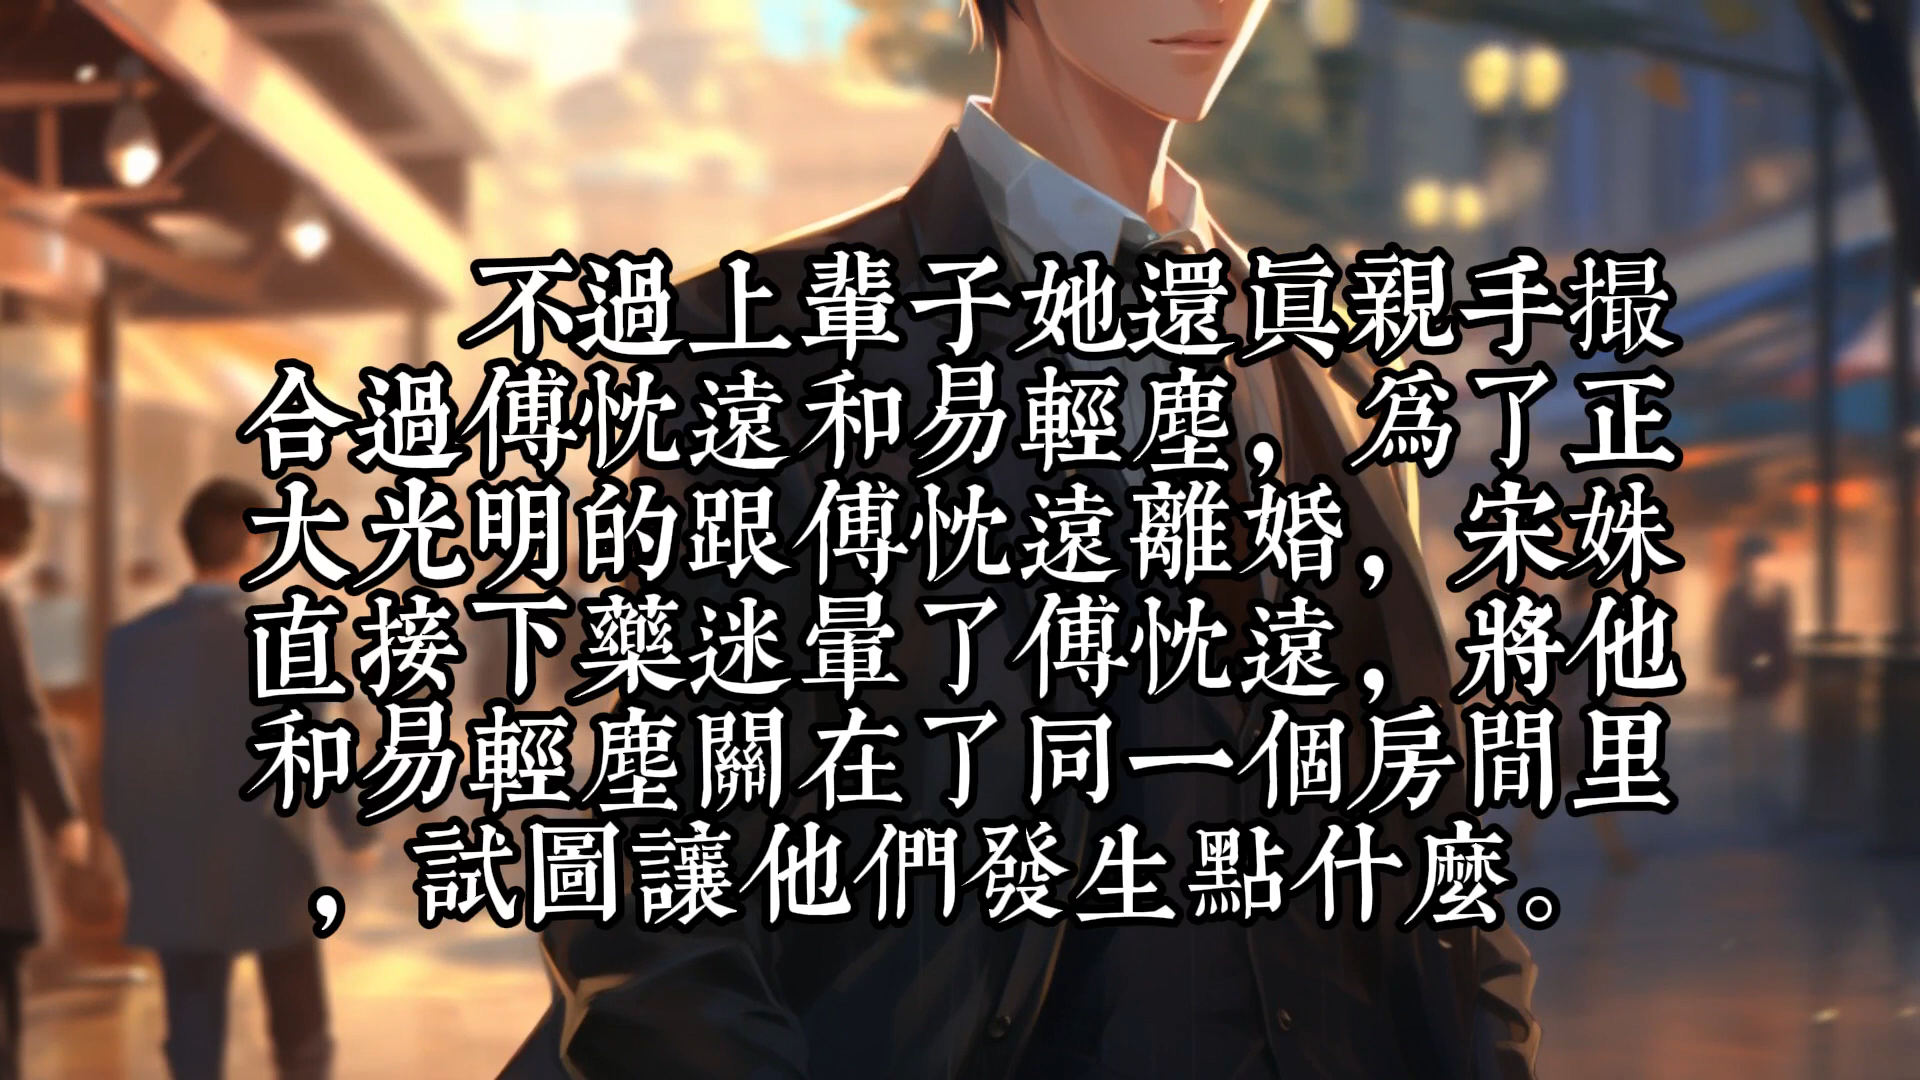 不過上輩子她還眞親手撮
合過傅忱遠和易輕塵，爲了正
大光明的跟傅忱遠離婚，宋姝
直接下藥迷暈了傅忱遠，將他
和易輕塵關在了同一個房間里
，試圖讓他們發生點什麼。